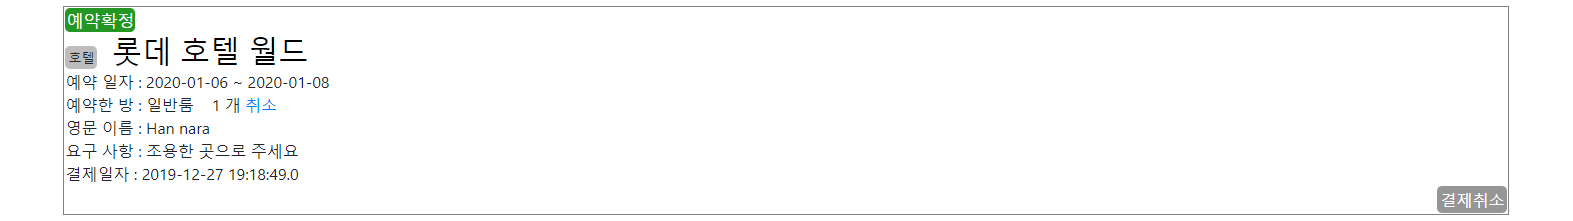 예약확정
호텔 롯데 호텔 월드
예약 일자 : 2020-01-06 ~ 2020-01-08
예약한 방 : 일반룸 1 개 취소
영문 이름 : Han nara
요구 사항 : 조용한 곳으로 주세요
결제일자 : 2019-12-27 19:18:49.0
결제취소